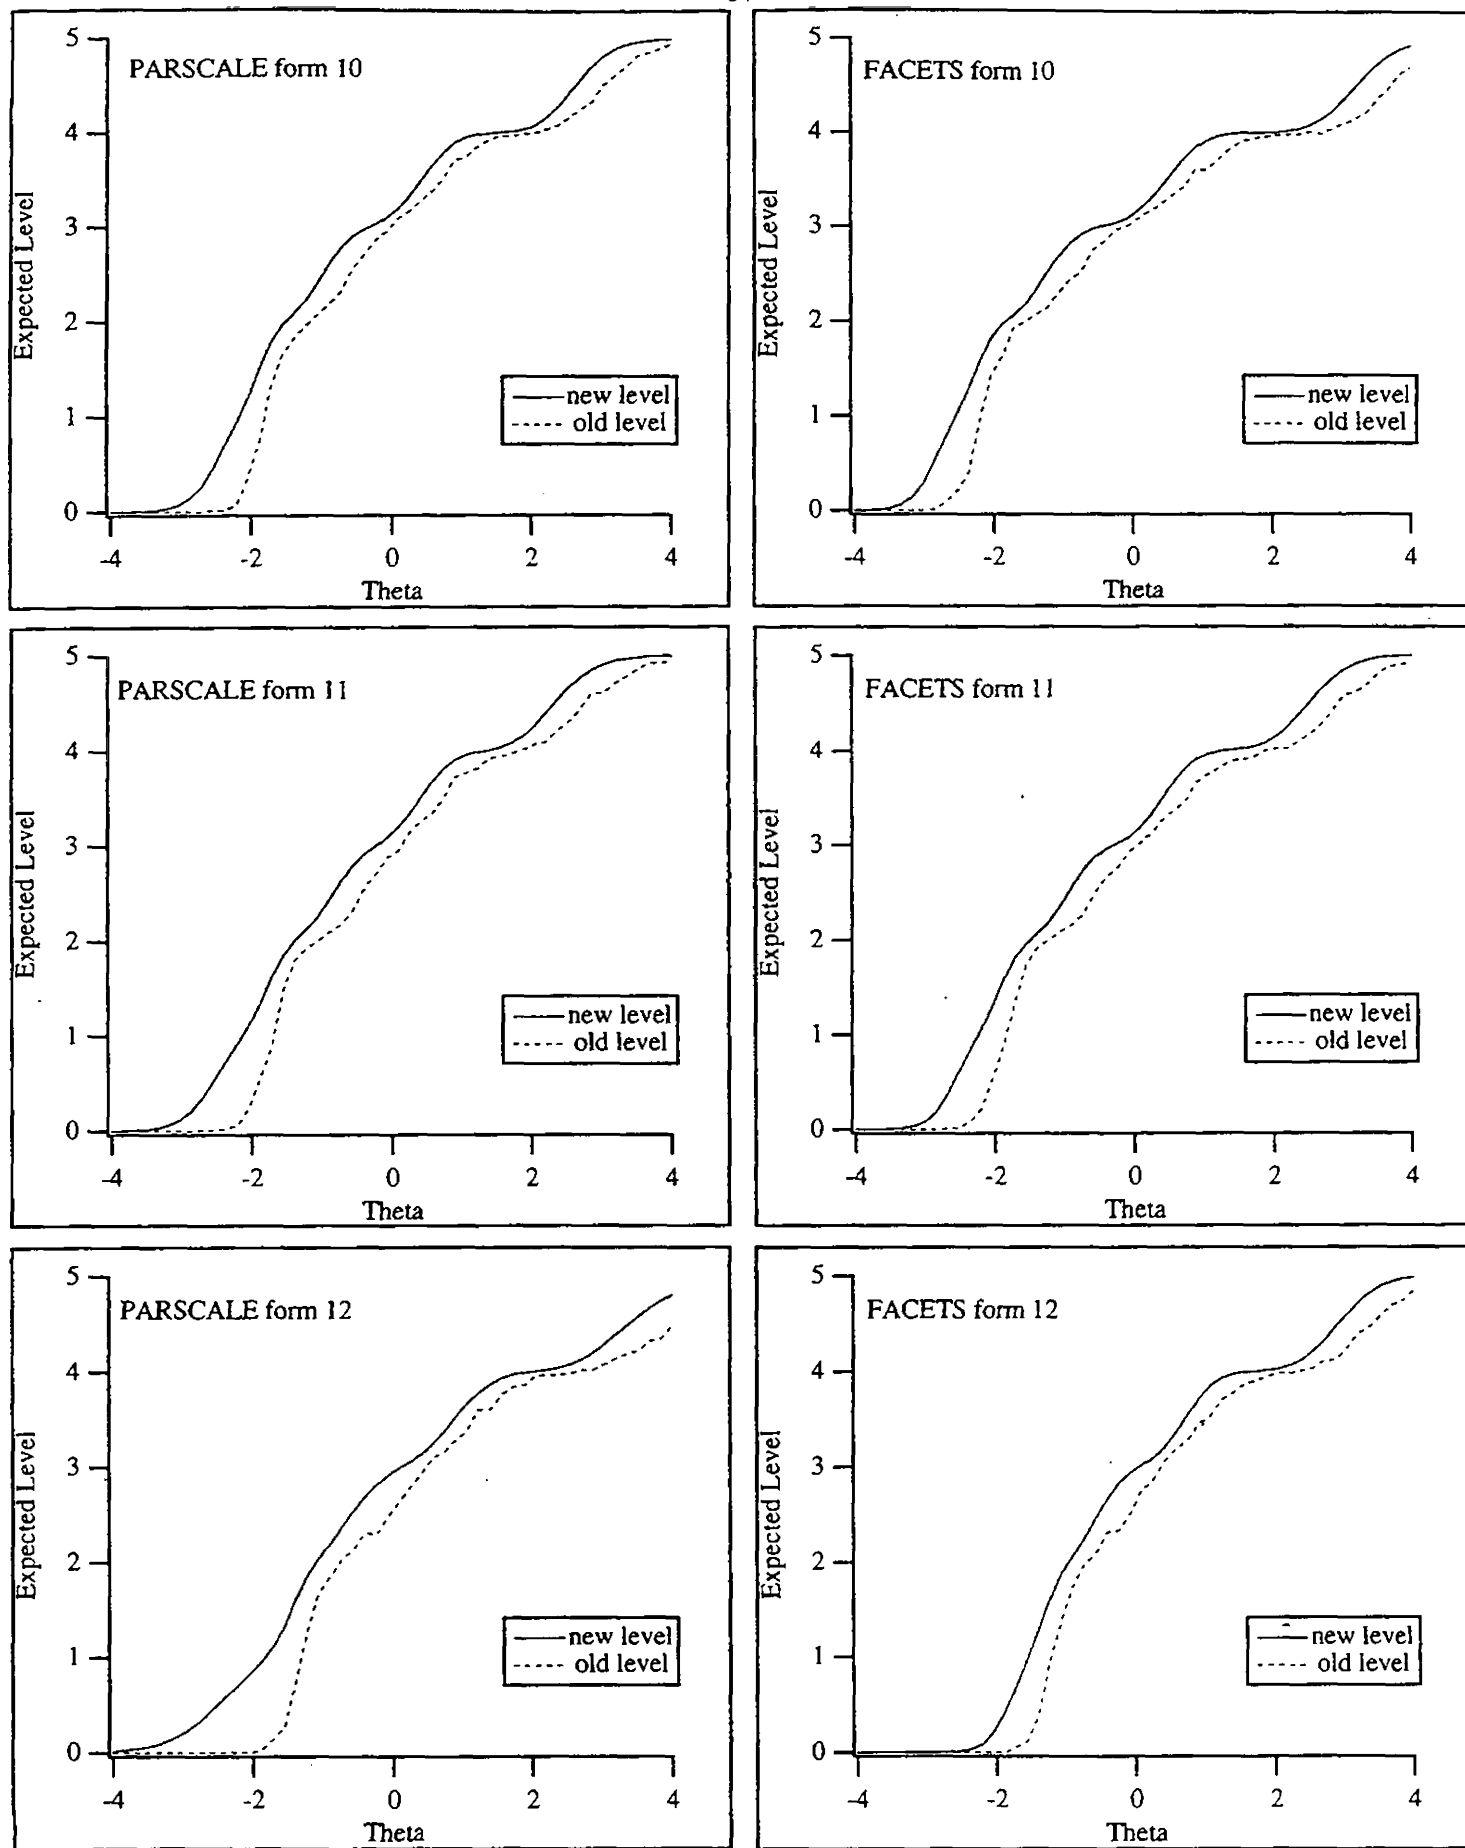 PARSCALE form 10
Expected Level
5
4
3
2
1
0
new level
old level
-4 -2 0 2 4
Theta
FACETS form 10
Expected Level
5
4
3
2
1
0
new level
old level
-4 -2 0 2 4
Theta
PARSCALE form 11
Expected Level
5
4
3
2
1
0
new level
old level
-4 -2 0 2 4
Theta
FACETS form 11
Expected Level
5
4
3
2
1
0
new level
old level
-4 -2 0 2 4
Theta
PARSCALE form 12
Expected Level
5
4
3
2
1
0
new level
old level
-4 -2 0 2 4
Theta
FACETS form 12
Expected Level
5
4
3
2
1
0
new level
old level
-4 -2 0 2 4
Theta